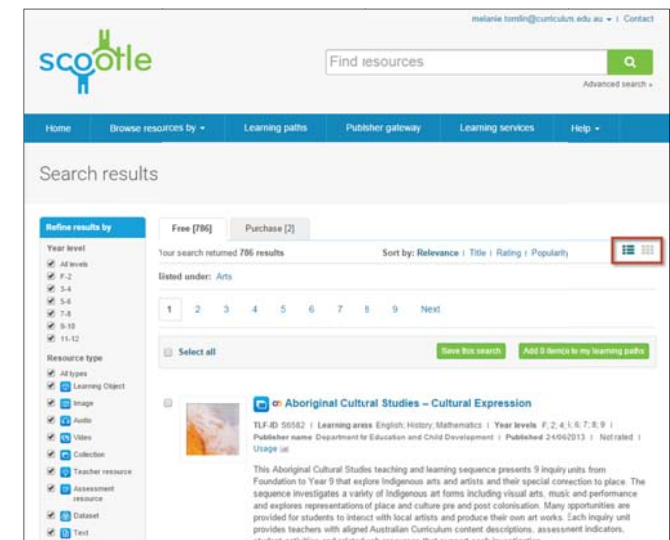 melanie.tomlin@curriculum.edu.au | Contact
scootle
Find resources
Advanced search »
Home Browse resources by Learning paths Publisher gateway Learning services Help
Search results
Refine results by
Year level
All levels
F-2
3-4
5-6
7-8
9-10
11-12
Resource type
All types
Learning Object
Image
Audio
Video
Collection
Teacher resource
Assessment
resource
Dataset
Text
Free [786] Purchase [2]
Your search returned 786 results Sort by: Relevance | Title | Rating | Popularity
listed under: Arts
1 2 3 4 5 6 7 8 9 Next
Select all Save this search Add 0 item(s) to my learning paths
Aboriginal Cultural Studies – Cultural Expression
TLF-ID S6582 | Learning areas English; History; Mathematics | Year levels F; 2; 4; 6; 7; 8; 9 |
Publisher name Department for Education and Child Development | Published 24/06/2013 | Not rated |
Usage
This Aboriginal Cultural Studies teaching and learning sequence presents 9 inquiry units from
Foundation to Year 9 that explore Indigenous arts and artists and their special connection to place. The
sequence investigates a variety of Indigenous art forms including visual arts, music and performance
and explores representations of place and culture pre and post colonisation. Many opportunities are
provided for students to interact with local artists and produce their own art works. Each inquiry unit
provides teachers with aligned Australian Curriculum content descriptions, assessment indicators,